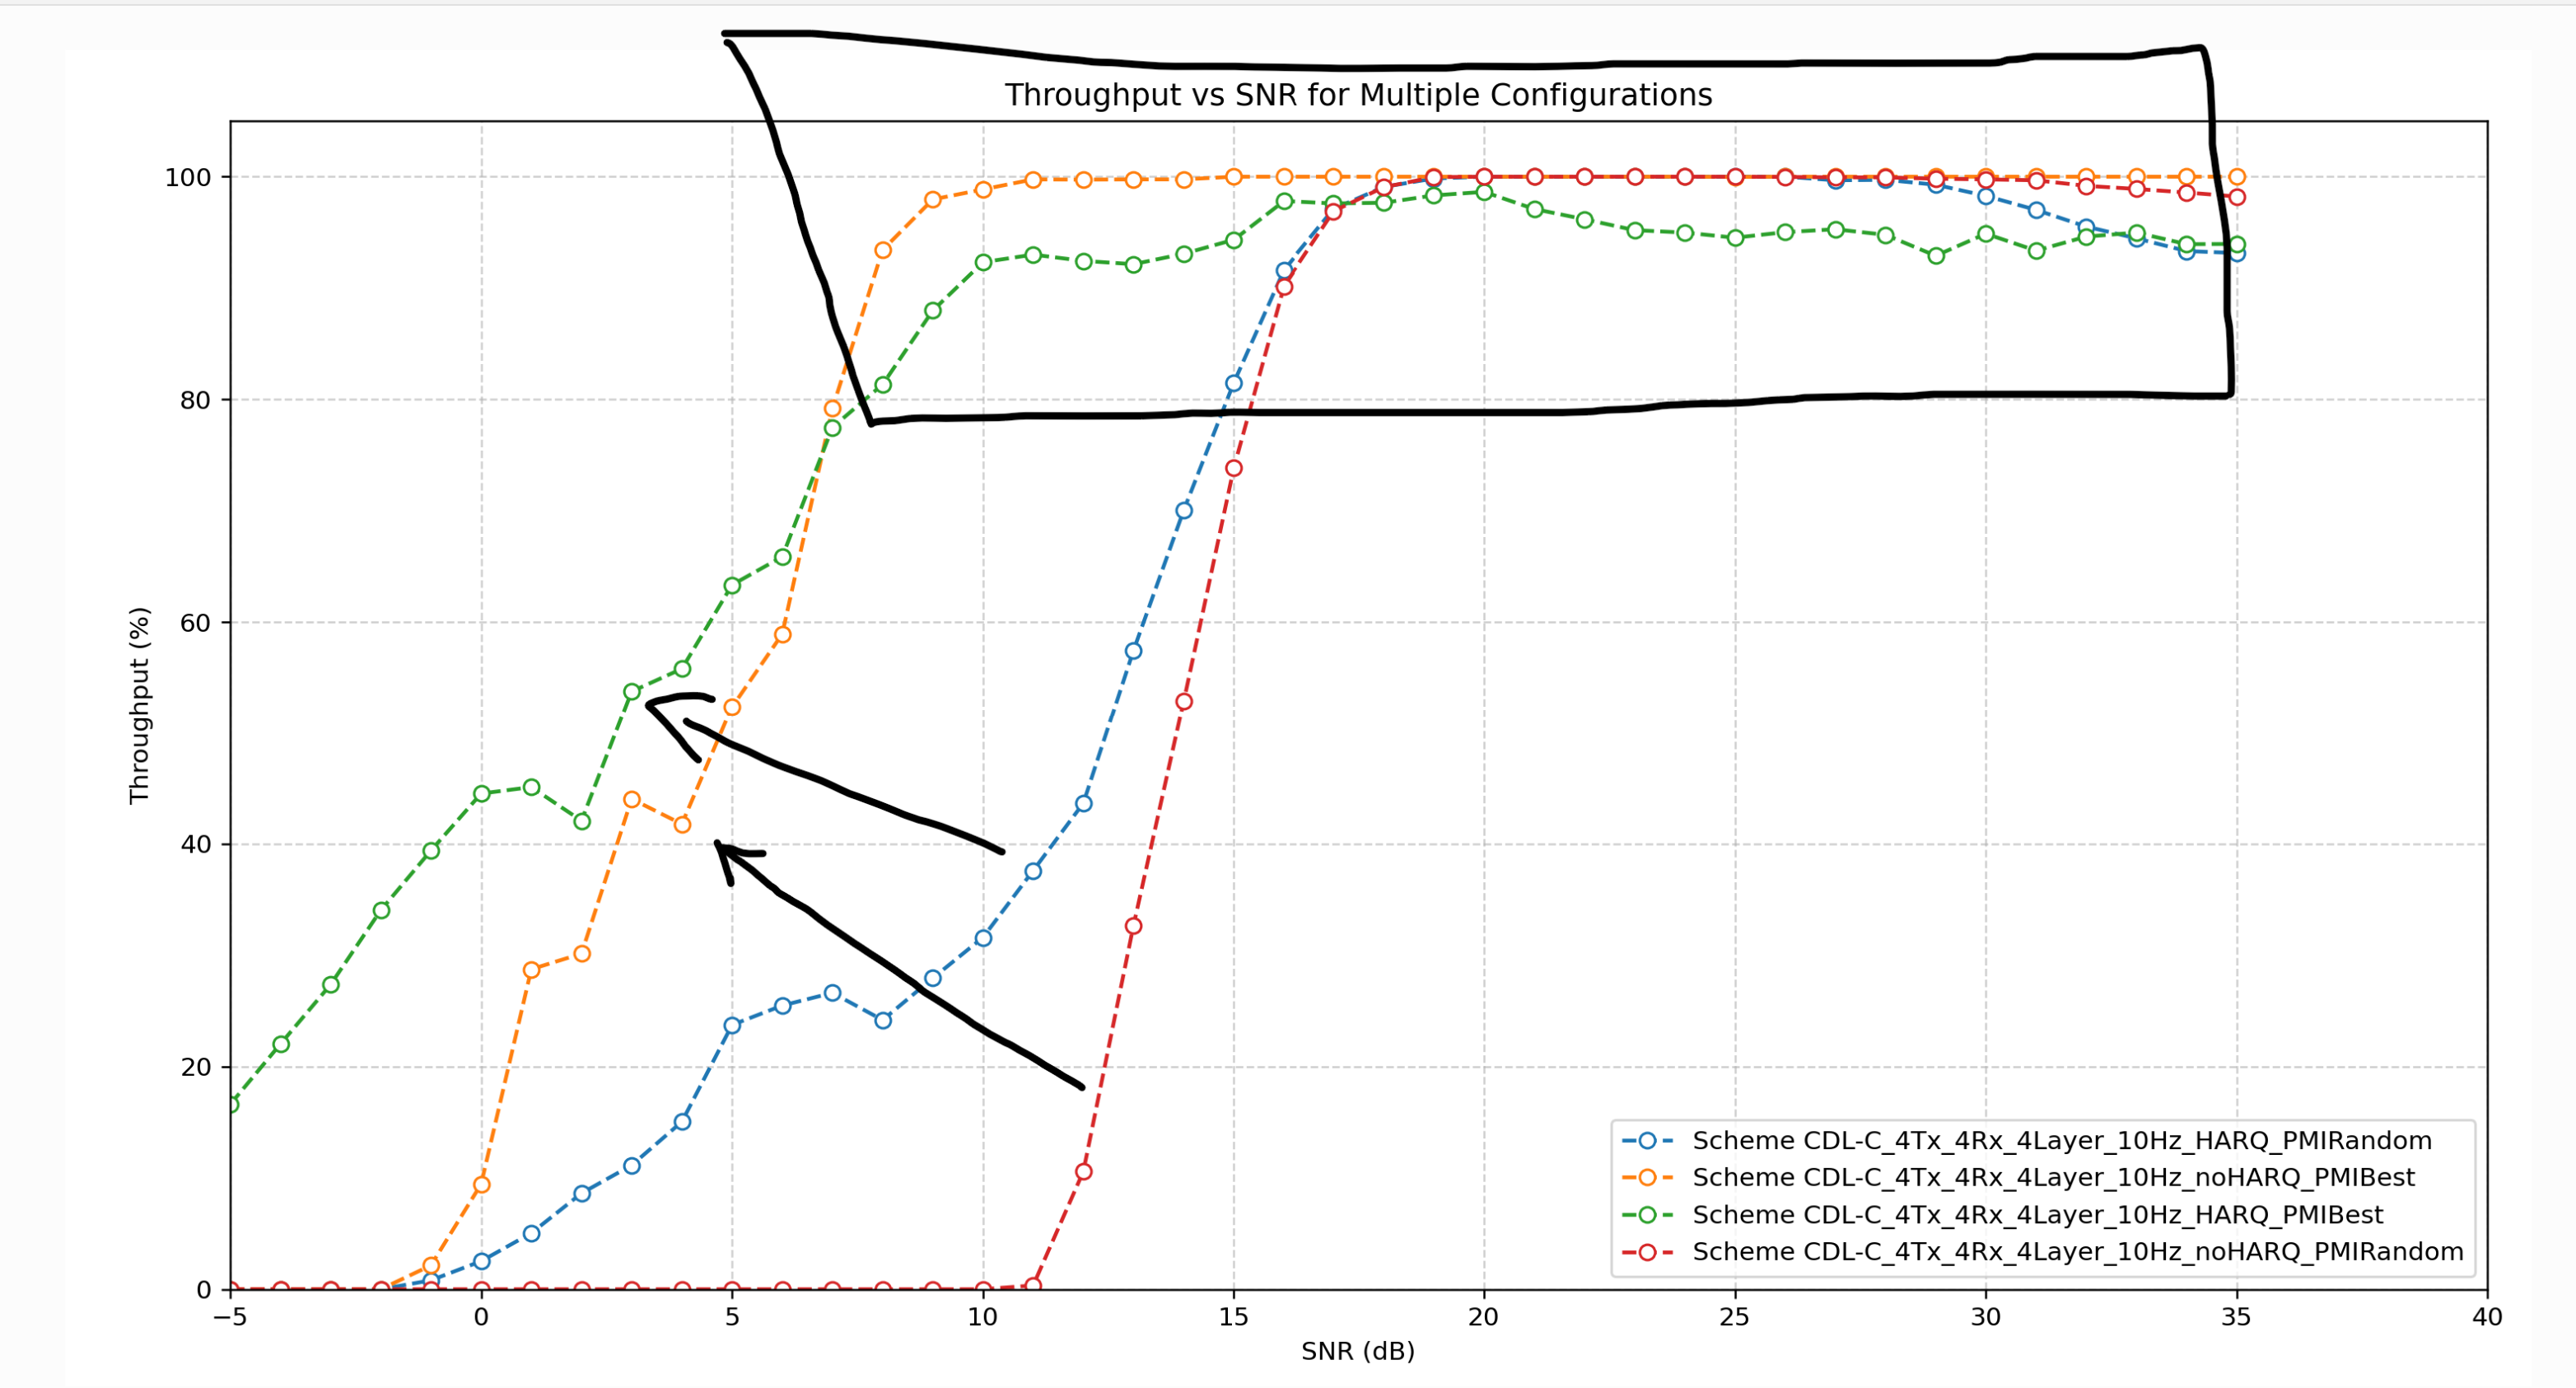 Throughput vs SNR for Multiple Configurations
100
80
60
40
20
0
Throughput (%)
−5 0 5 10 15 20 25 30 35 40
SNR (dB)
Scheme CDL-C_4Tx_4Rx_4Layer_10Hz_HARQ_PMIRandom
Scheme CDL-C_4Tx_4Rx_4Layer_10Hz_noHARQ_PMIBest
Scheme CDL-C_4Tx_4Rx_4Layer_10Hz_HARQ_PMIBest
Scheme CDL-C_4Tx_4Rx_4Layer_10Hz_noHARQ_PMIRandom